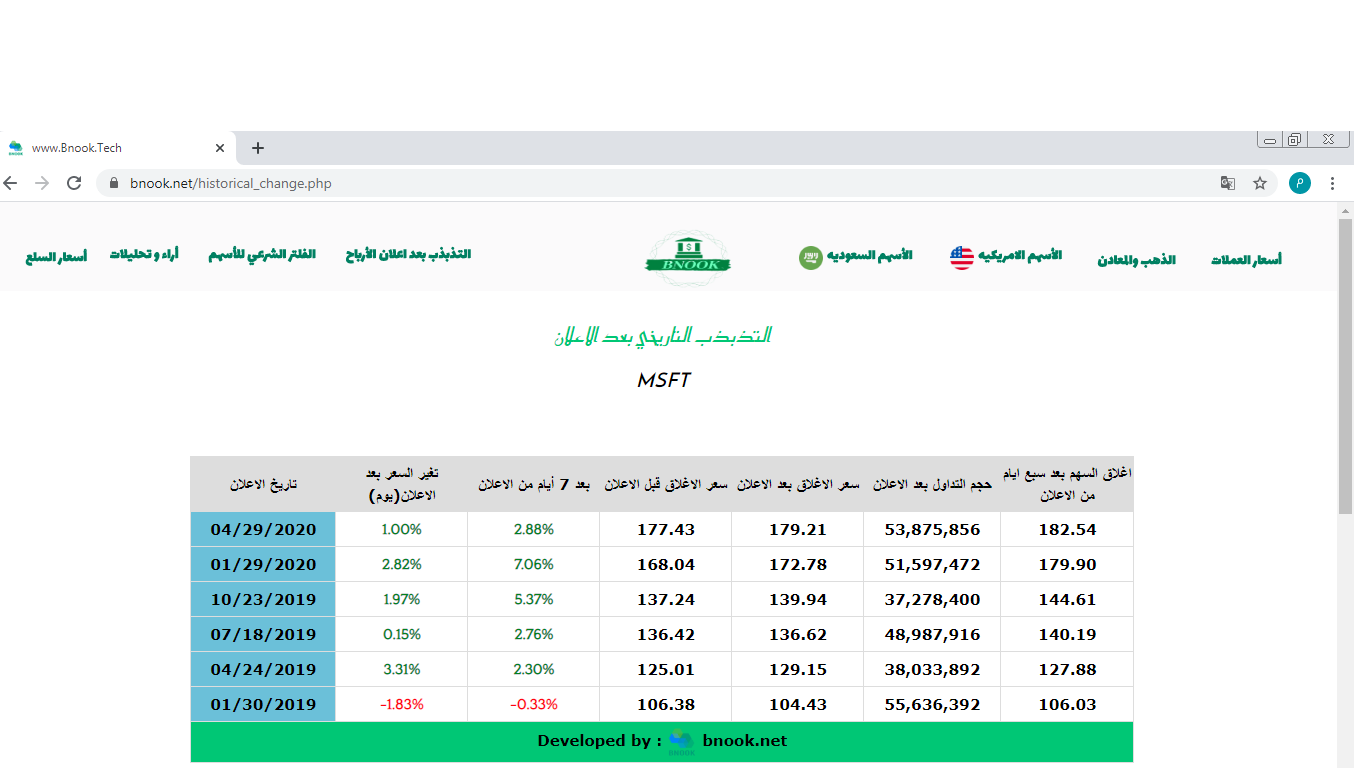 www.Bnook.Tech
bnook.net/historical_change.php
أسعار العملات
الذهب والمعادن
الأسهم الامريكيه
الأسهم السعوديه
BNOOK
التذبذب بعد اعلان الأرباح
الفلتر الشرعي للأسهم
أراء و تحليلات
أسعار السلع
التذبذب التاريخي بعد الاعلان
MSFT
تاريخ الاعلان
تغير السعر بعد
الاعلان(يوم)
بعد 7 أيام من الاعلان
سعر الاغلاق قبل الاعلان
سعر الاغلاق بعد الاعلان
حجم التداول بعد الاعلان
اغلاق السهم بعد سبع ايام
من الاعلان
04/29/2020 1.00% 2.88% 177.43 179.21 53,875,856 182.54
01/29/2020 2.82% 7.06% 168.04 172.78 51,597,472 179.90
10/23/2019 1.97% 5.37% 137.24 139.94 37,278,400 144.61
07/18/2019 0.15% 2.76% 136.42 136.62 48,987,916 140.19
04/24/2019 3.31% 2.30% 125.01 129.15 38,033,892 127.88
01/30/2019 -1.83% -0.33% 106.38 104.43 55,636,392 106.03
Developed by : bnook.net